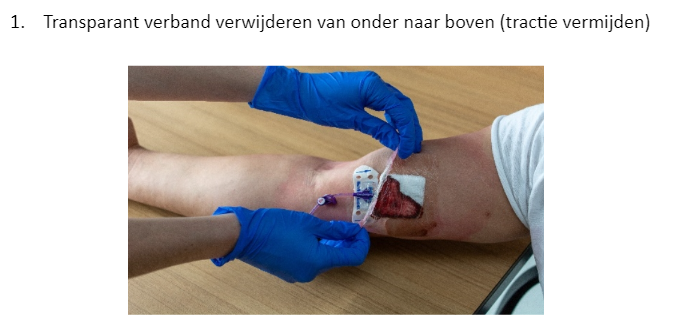 1. Transparant verband verwijderen van onder naar boven (tractie vermijden)